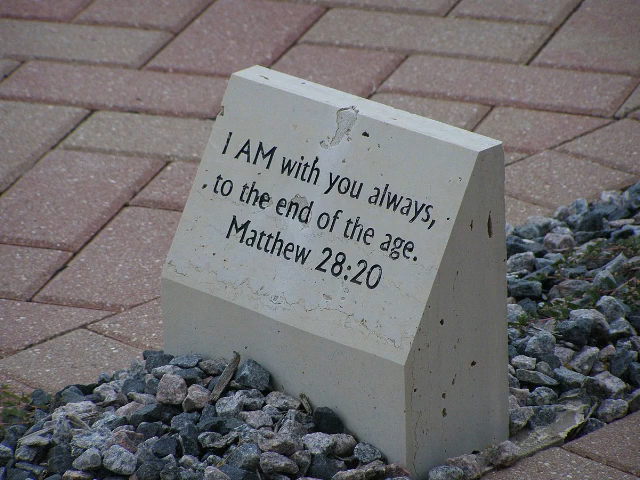 I AM with you always,
to the end of the age.
Matthew 28:20